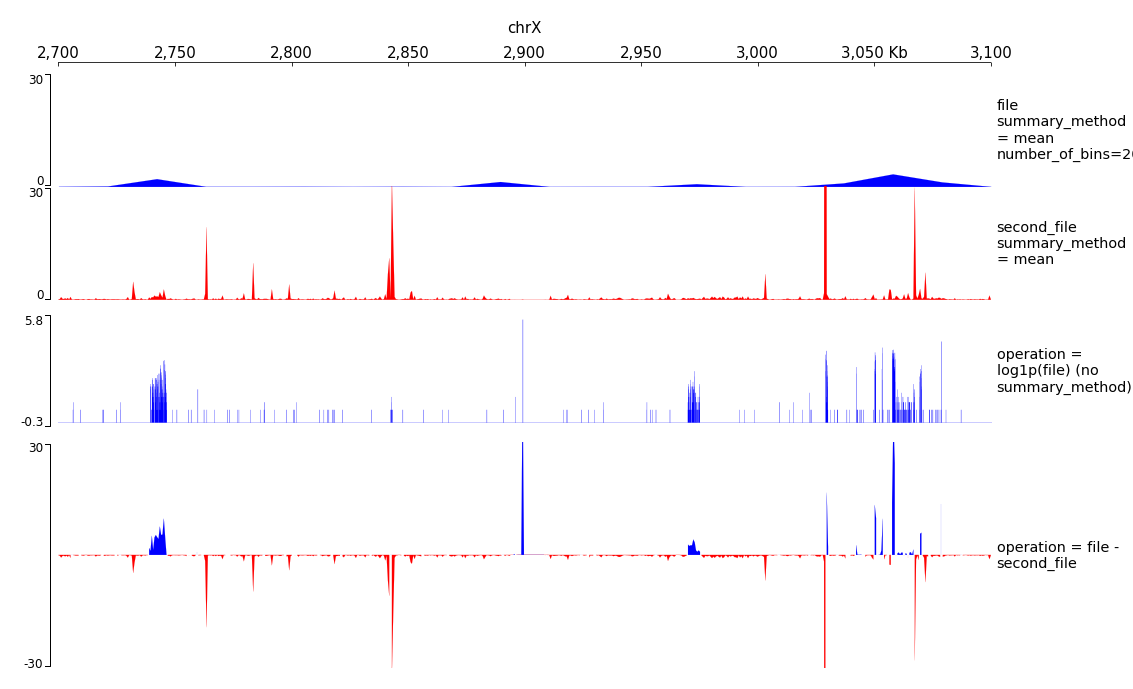 chrX
2,700 2,750 2,800 2,850 2,900 2,950 3,000 3,050 Kb 3,100
30
file
summary_method
= mean
number_of_bins=20
0
30
second_file
summary_method
= mean
0
5.8
operation =
log1p(file) (no
summary_method)
-0.3
30
operation = file -
second_file
-30